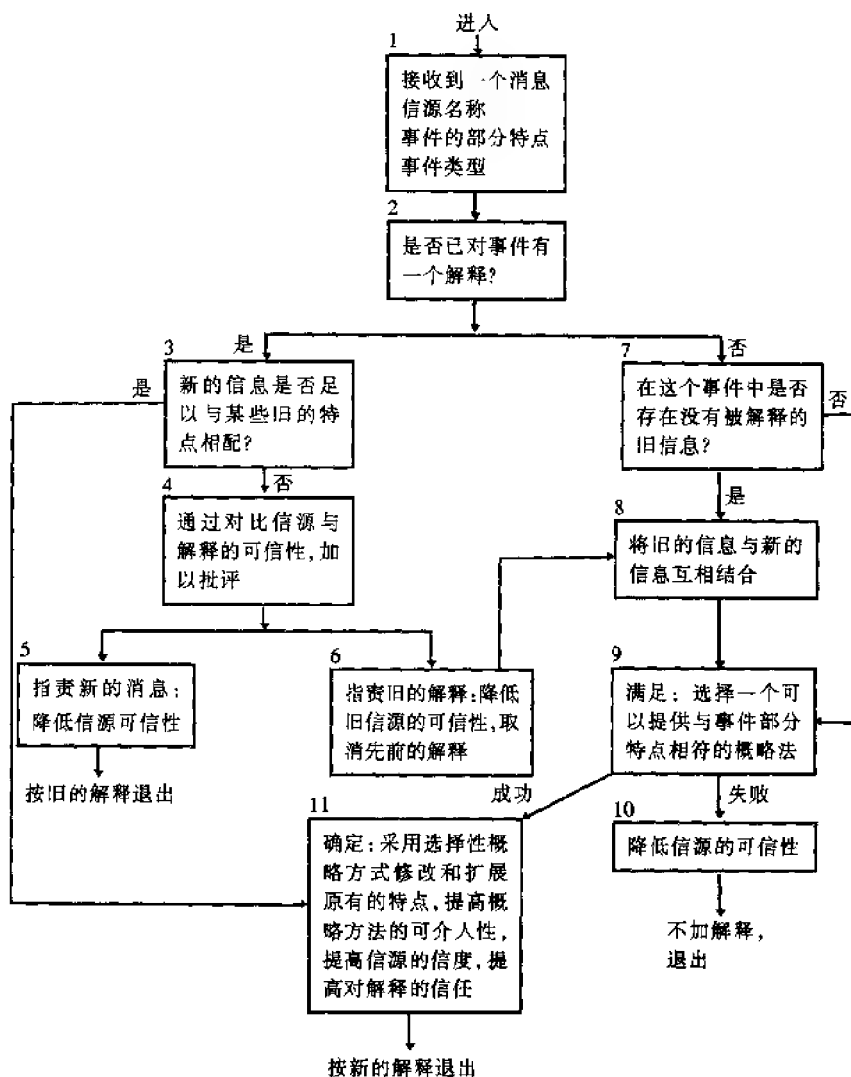 进入
1
接收到一个消息
信源名称
事件的部分特点
事件类型
2
是否已对事件有
一个解释?
3
是
7
否
是
新的信息是否足
以与某些旧的特
点相配?
在这个事件中是否
存在没有被解释的
旧信息?
否
4
否
8
是
通过对比信源与
解释的可信性,加
以批评
将旧的信息与新的
信息互相结合
5
指责新的消息;
降低信源可信性
6
指责旧的解释:降低
旧信源的可信性,取
消先前的解释
9
满足: 选择一个可
以提供与事件部分
特点相符的概略法
按旧的解释退出
成功
失败
11
确定:采用选择性概
略方式修改和扩展
原有的特点,提高概
略方法的可介人性,
提高信源的信度,提
高对解释的信任
10
降低信源的可信性
不加解释,
退出
按新的解释退出